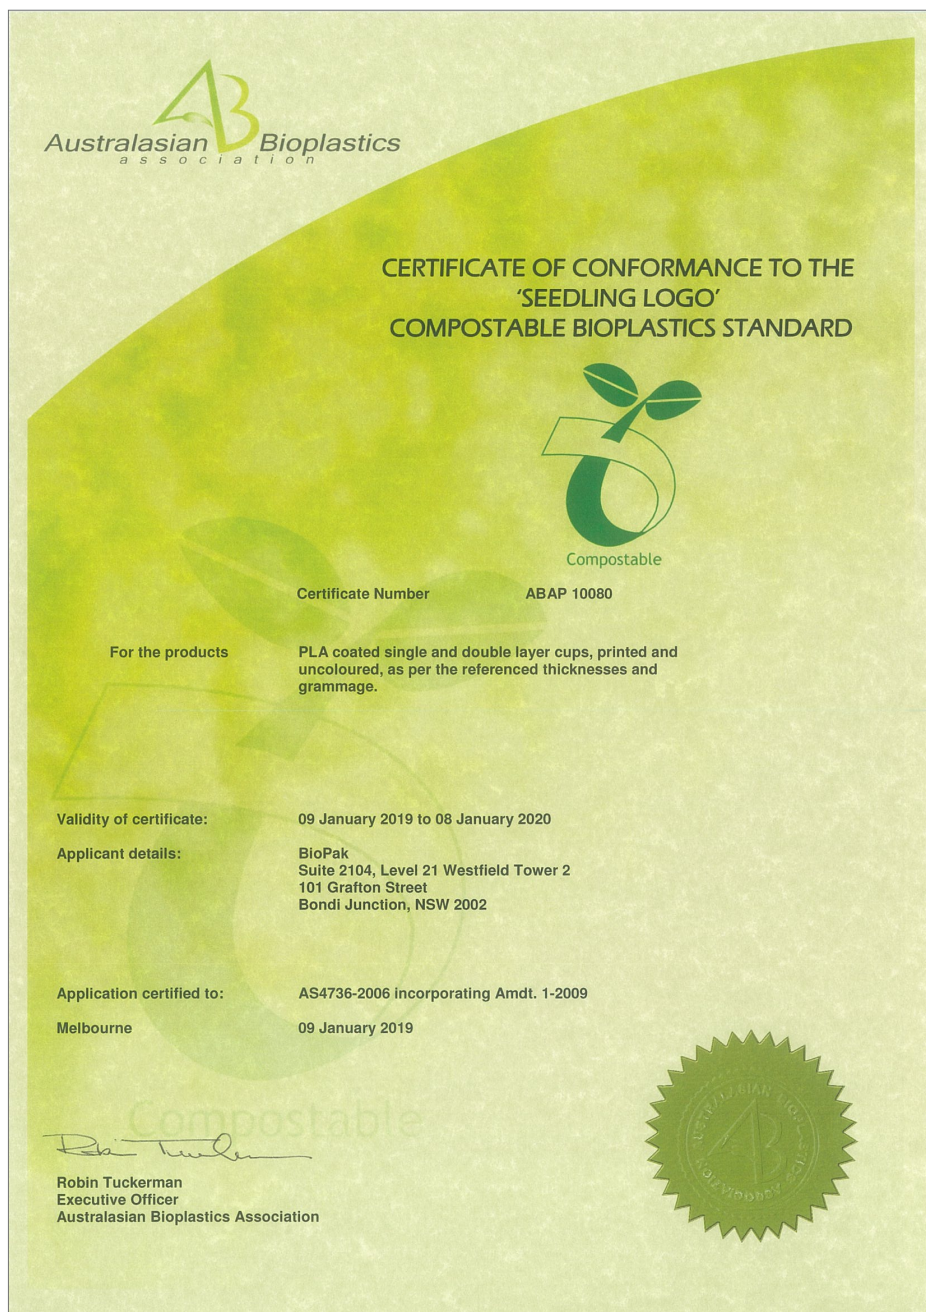 Australasian Bioplastics
association
CERTIFICATE OF CONFORMANCE TO THE
‘SEEDLING LOGO’
COMPOSTABLE BIOPLASTICS STANDARD
Compostable
Certificate Number ABAP 10080
For the products PLA coated single and double layer cups, printed and
uncoloured, as per the referenced thicknesses and
grammage.
Validity of certificate: 09 January 2019 to 08 January 2020
Applicant details: BioPak
Suite 2104, Level 21 Westfield Tower 2
101 Grafton Street
Bondi Junction, NSW 2002
Application certified to: AS4736-2006 incorporating Amdt. 1-2009
Melbourne 09 January 2019
Compostable
Robin Tuckerman
Executive Officer
Australasian Bioplastics Association